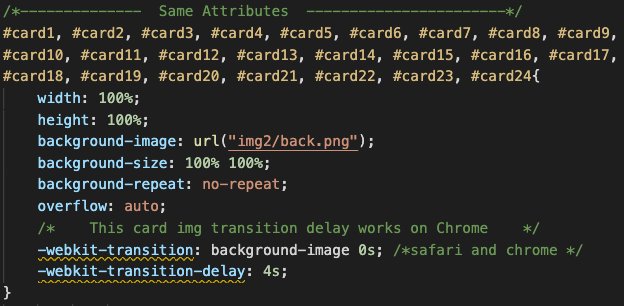 /*-------------- Same Attributes -----------------------*/
#card1, #card2, #card3, #card4, #card5, #card6, #card7, #card8, #card9,
#card10, #card11, #card12, #card13, #card14, #card15, #card16, #card17,
#card18, #card19, #card20, #card21, #card22, #card23, #card24{
    width: 100%;
    height: 100%;
    background-image: url("img2/back.png");
    background-size: 100% 100%;
    background-repeat: no-repeat;
    overflow: auto;
    /*    This card img transition delay works on Chrome    */
    -webkit-transition: background-image 0s; /*safari and chrome */
    -webkit-transition-delay: 4s;
}